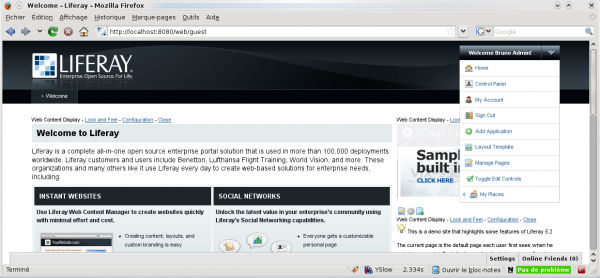 Welcome - Liferay - Mozilla Firefox
Fichier Edition Affichage Historique Marque-pages Outils Aide
http://localhost:8080/web/guest
Google
LIFERAY
Enterprise. Open Source. For Life.
Welcome Bruno Admin!
Home
Control Panel
My Account
Sign Out
Add Application
Layout Template
Manage Pages
Toggle Edit Controls
My Places
Welcome
Web Content Display - Look and Feel - Configuration - Close
Welcome to Liferay
Liferay is a complete all-in-one open source enterprise portal solution that is used in more than 100,000 deployments
worldwide. Liferay customers and users include Benetton, Lufthansa Flight Training, World Vision, and more. These
organizations and many others like it use Liferay every day to create web-based solutions for enterprise needs,
including:
INSTANT WEBSITES
Use Liferay Web Content Manager to create websites quickly
with minimal effort and cost.
YourWebsite.com
Creating content, layouts, and
custom branding is easy
SOCIAL NETWORKS
Unlock the latent value in your enterprise's community using
Liferay's Social Networking capabilities.
Everyone gets a customizable
personal page
Web Content Display - Look and
7Cogs
Sampl
built in
CLICK HERE
Web Content Display - Look and Feel - Configuration - Close
This is a demo site that highlights some features of Liferay 5.2
The current page is the default page each user first sees when he
Settings Online Friends (0)
Terminé
YSlow 2.334s Ouvrir le bloc-notes Pas de problème